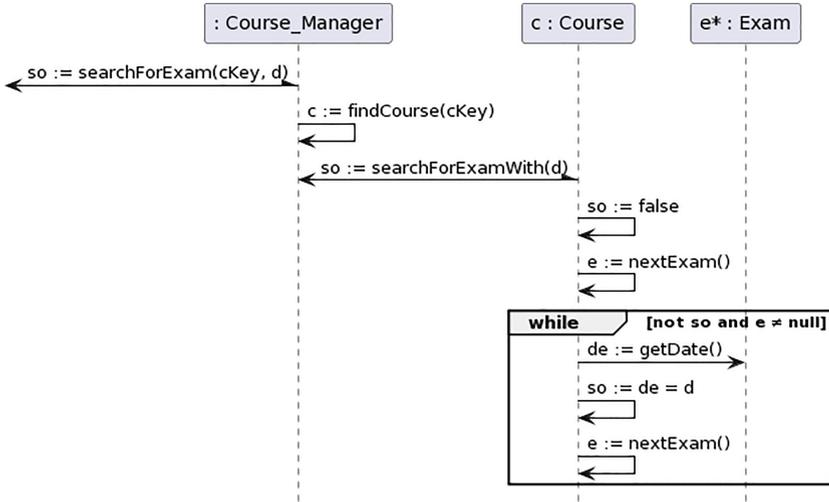 : Course_Manager
c : Course
e* : Exam
so := searchForExam(cKey, d)
c := findCourse(cKey)
so := searchForExamWith(d)
so := false
e := nextExam()
while
[not so and e ≠ null]
de := getDate()
so := de = d
e := nextExam()